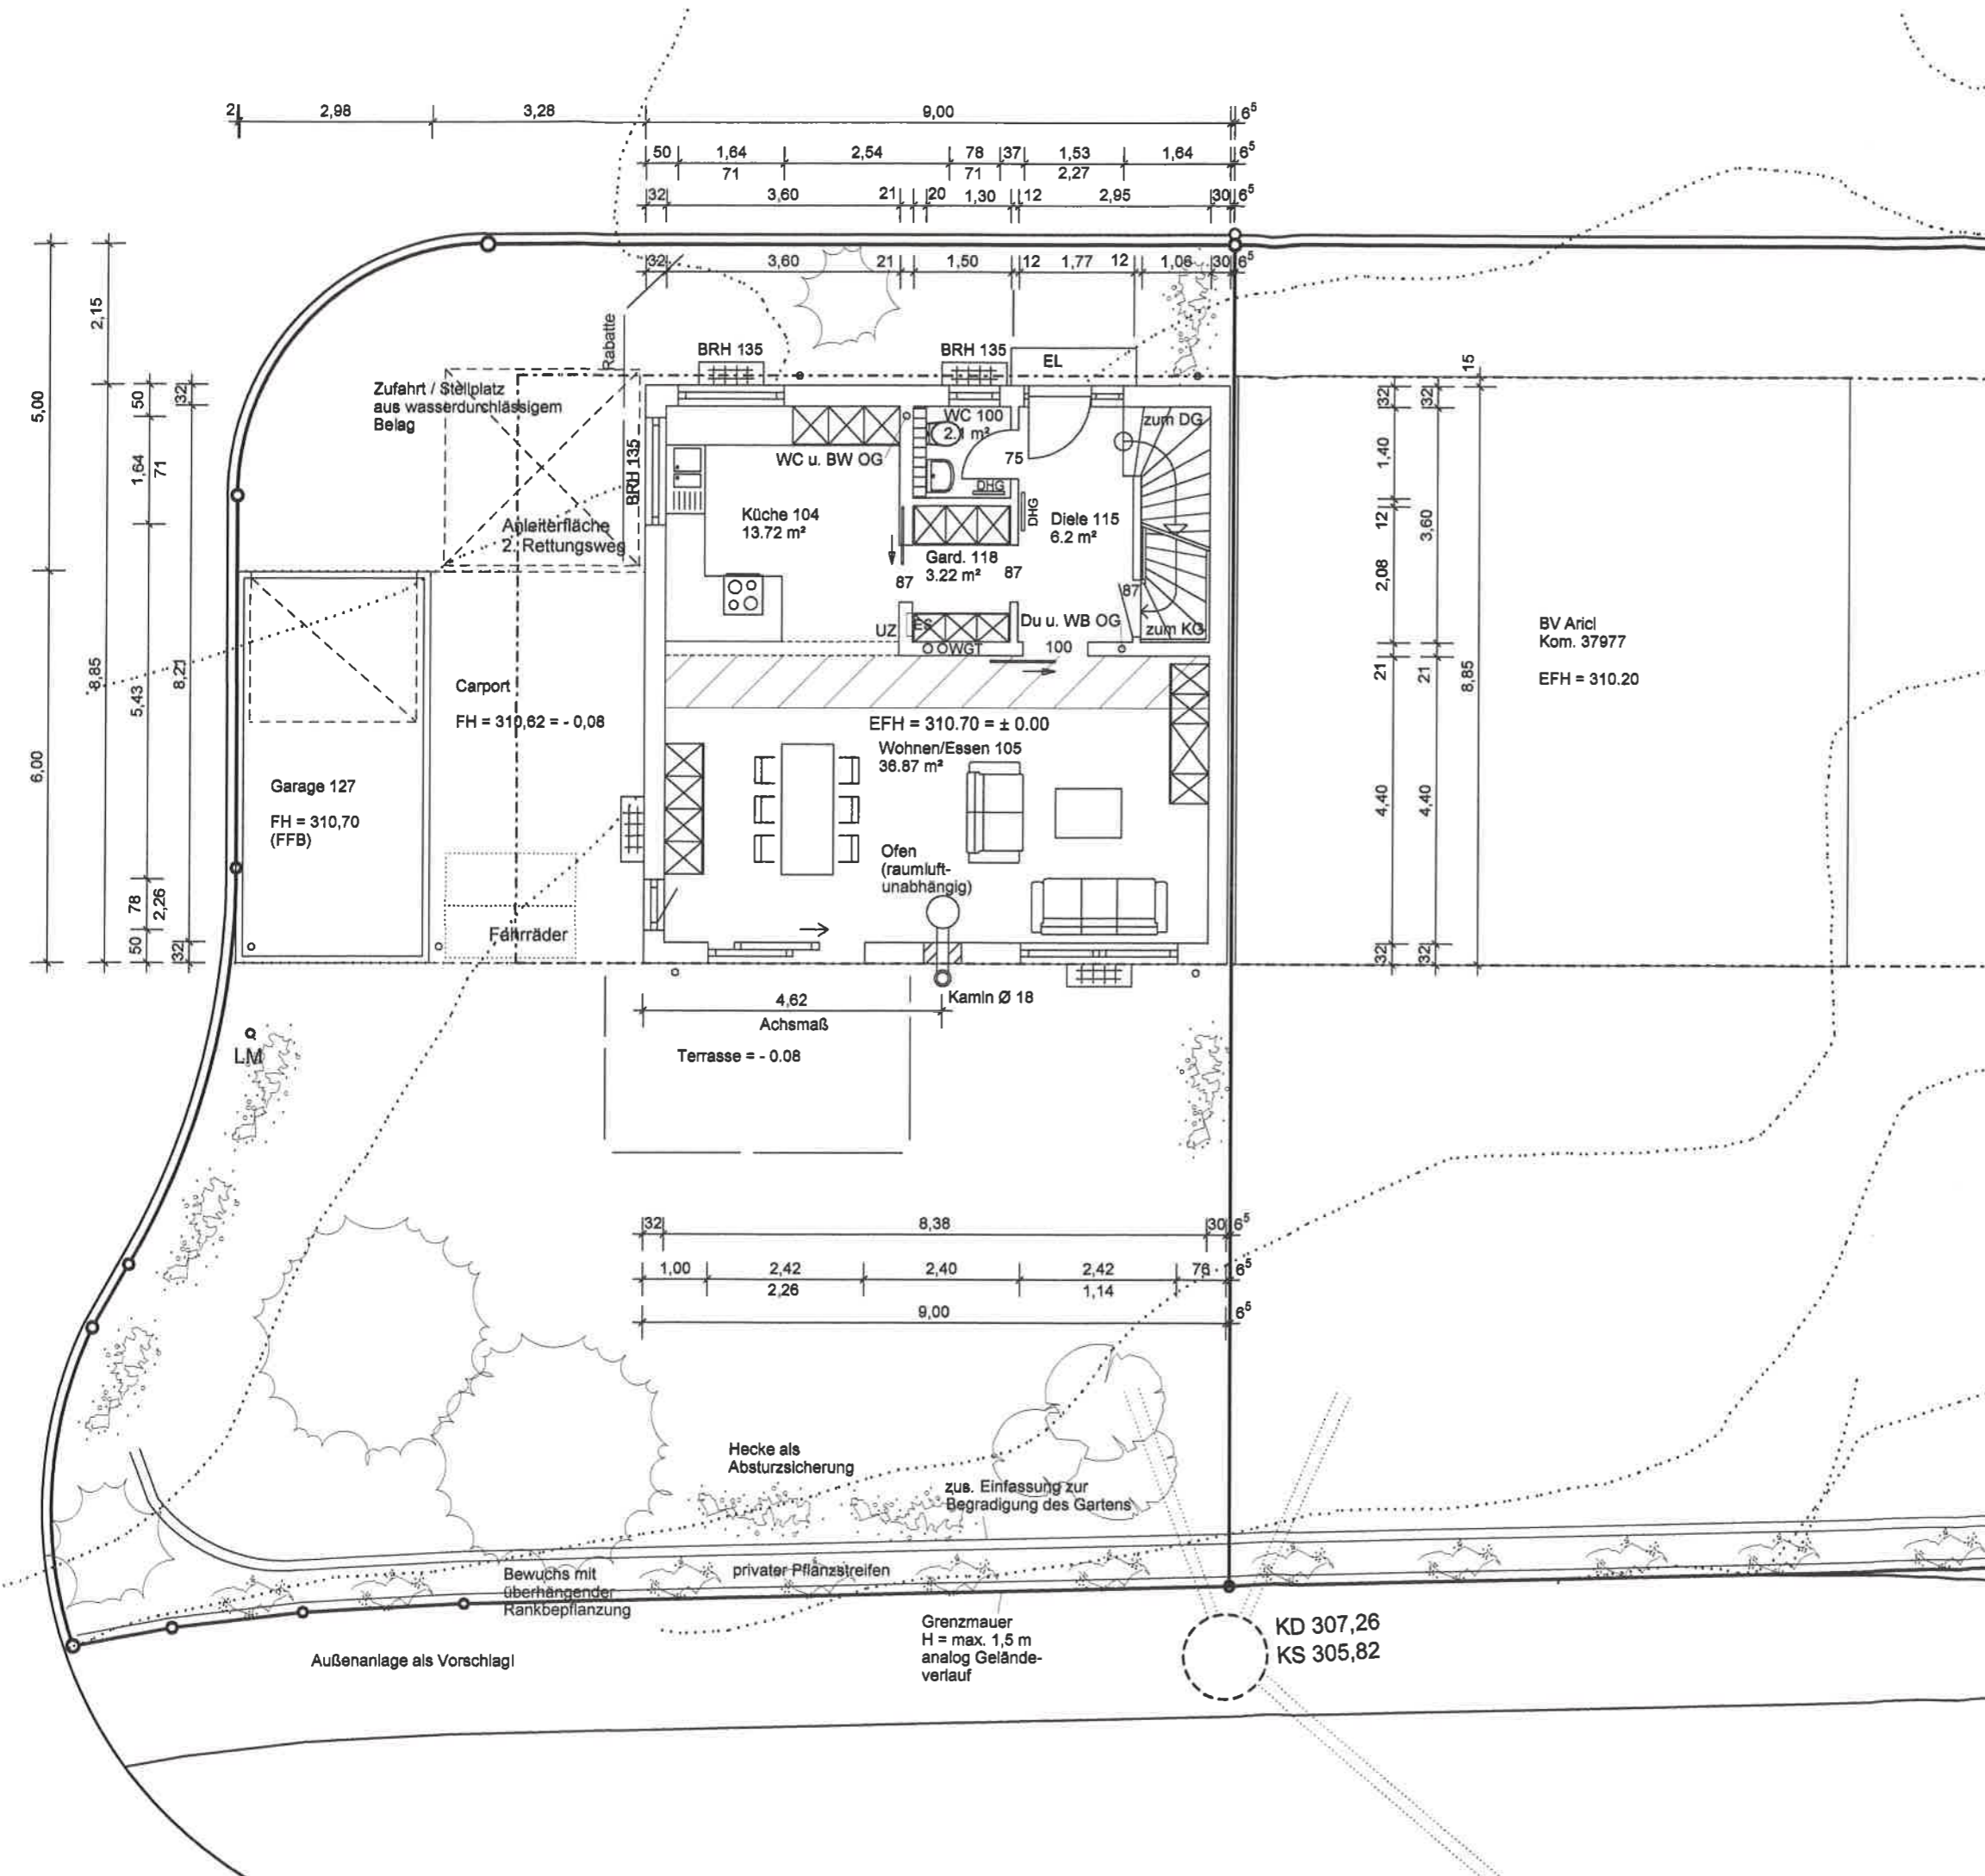 2 2,98 3,28 9,00 6⁵
50 1,64 2,54 78 37 1,53 1,64 6⁵
71 71 2,27
32 3,60 21 20 1,30 12 2,95 30 6⁵
32 3,60 21 1,50 12 1,77 12 1,06 30 6⁵
5,00
6,00
2,15
8,85
50
1,64
71
5,43
78
2,26
50
32
8,21
32
Rabatte
Zufahrt / Stellplatz
aus wasserdurchlässigem
Belag
BRH 135
BRH 135
EL
BRH 135
WC 100
2.1 m²
zum DG
WC u. BW OG
75
DHG
DHG
Küche 104
13.72 m²
Diele 115
6.2 m²
Anleiterfläche
2. Rettungsweg
Gard. 118
3.22 m²
87
87
87
UZ
ES
WGT
Du u. WB OG
100
zum KG
Carport
FH = 310,62 = - 0,08
EFH = 310.70 = ± 0.00
Wohnen/Essen 105
36.87 m²
Garage 127
FH = 310,70
(FFB)
Ofen
(raumluft-
unabhängig)
Fahrräder
32
1,40
12
2,08
21
4,40
32
32
3,60
21
4,40
32
15
8,85
BV Arici
Kom. 37977
EFH = 310.20
4,62
Achsmaß
Kamin Ø 18
Terrasse = - 0.08
LM
32 8,38 30 6⁵
1,00 2,42 2,40 2,42 76 6⁵
2,26 1,14
9,00 6⁵
Hecke als
Absturzsicherung
zus. Einfassung zur
Begradigung des Gartens
privater Pflanzstreifen
Bewuchs mit
überhängender
Rankbepflanzung
Grenzmauer
H = max. 1,5 m
analog Gelände-
verlauf
KD 307,26
KS 305,82
Außenanlage als Vorschlag!